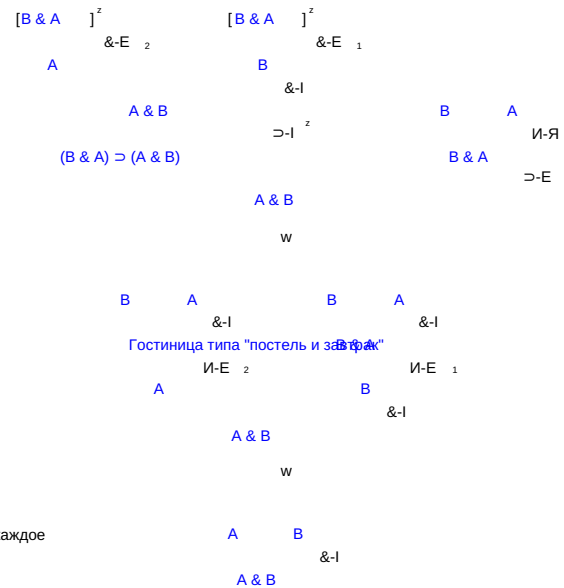 [B & A ]ᶻ [B & A ]ᶻ
&-E ₂ &-E ₁
A B
&-I
A & B B A
⊃-I ᶻ И-Я
(B & A) ⊃ (A & B) B & A
⊃-E
A & B
w
B A B A
&-I &-I
Гостиница типа "постель и завтрак" B & A
И-Е ₂ И-Е ₁
A B
&-I
A & B
w
аждое A B
&-I
A & B